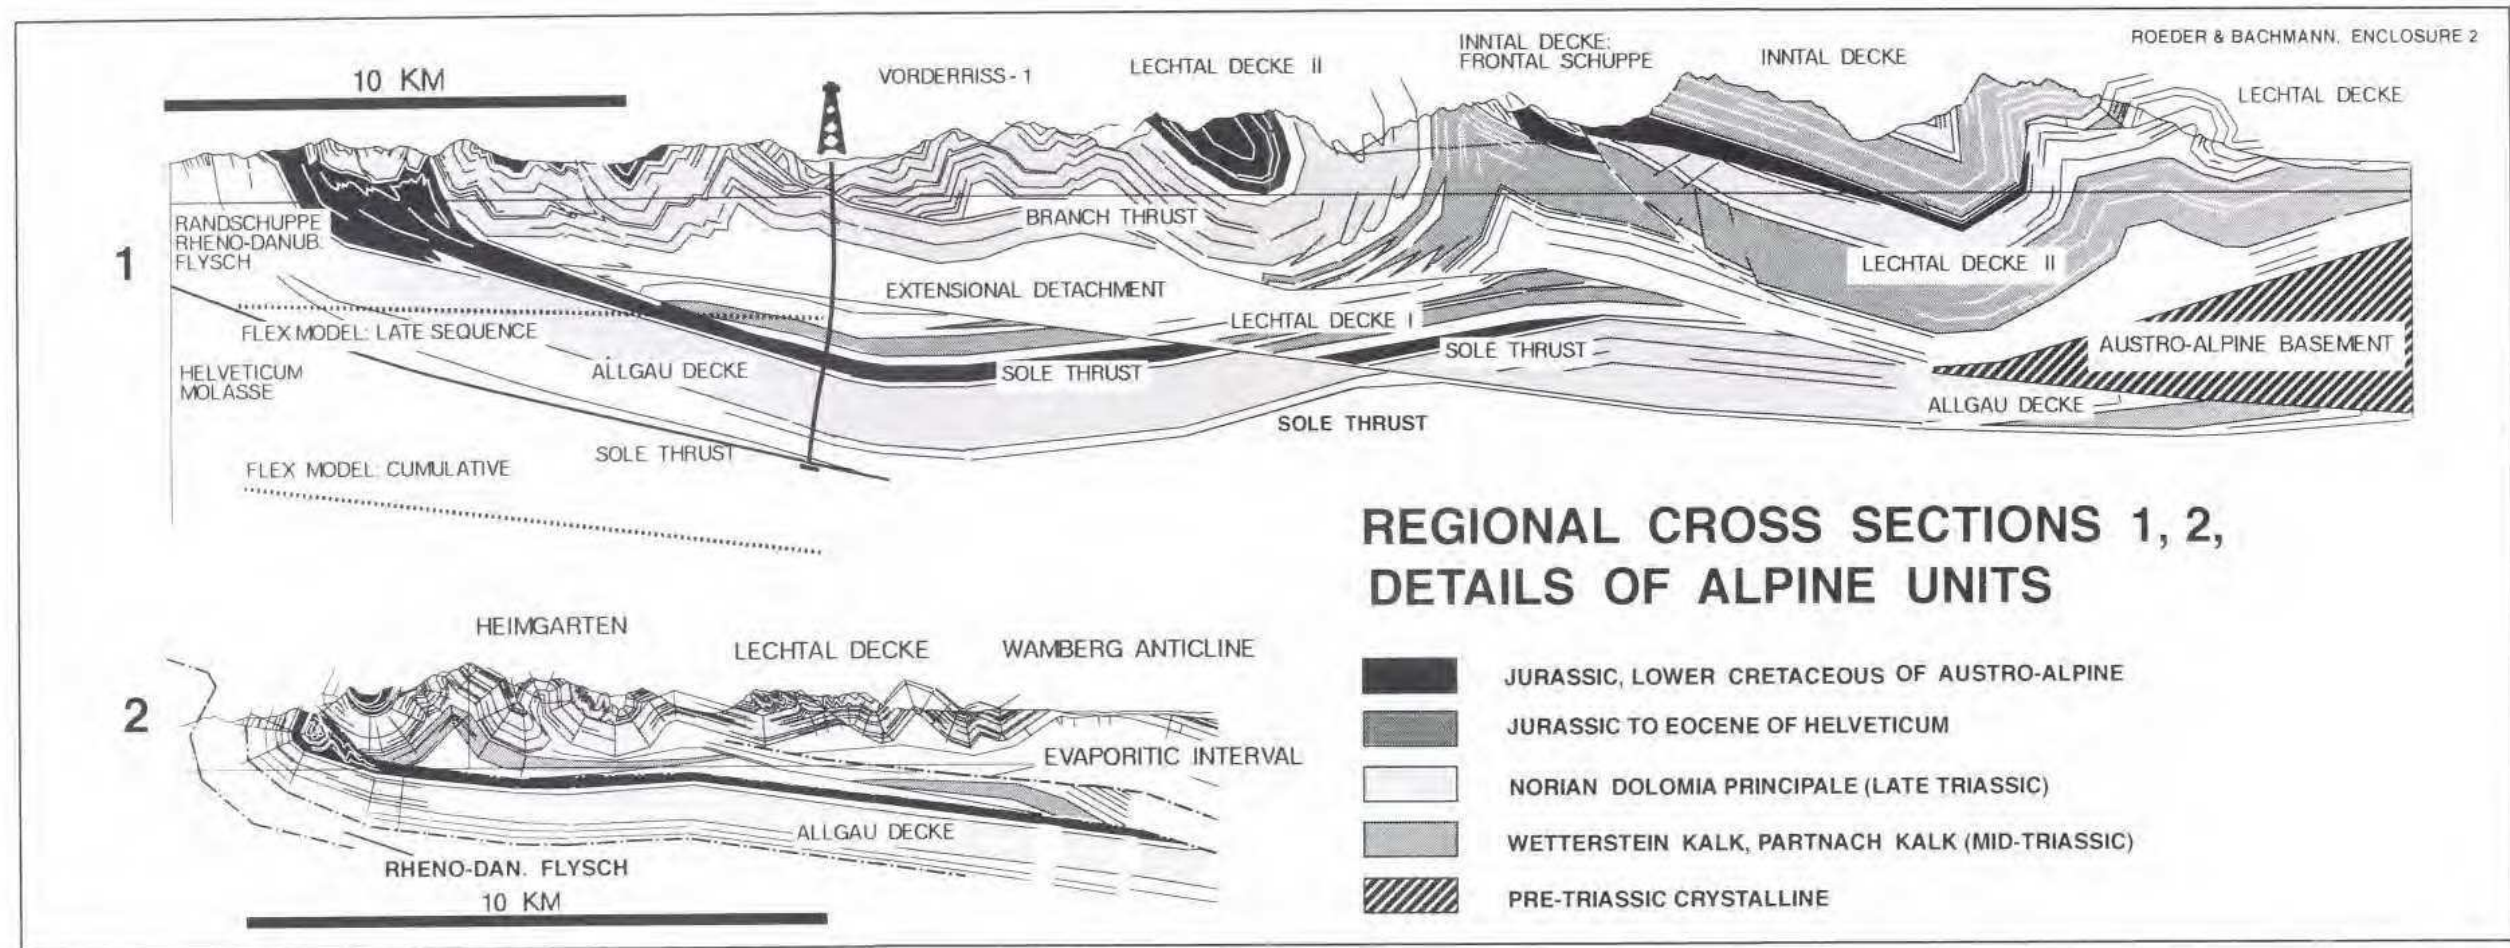 ROEDER & BACHMANN, ENCLOSURE 2
10 KM
VORDERRISS - 1
LECHTAL DECKE II
INNTAL DECKE:
FRONTAL SCHUPPE
INNTAL DECKE
LECHTAL DECKE
1
RANDSCHUPPE
RHENO-DANUB.
FLYSCH
BRANCH THRUST
LECHTAL DECKE II
EXTENSIONAL DETACHMENT
FLEX MODEL: LATE SEQUENCE
LECHTAL DECKE I
AUSTRO-ALPINE BASEMENT
HELVETICUM
MOLASSE
ALLGAU DECKE
SOLE THRUST
SOLE THRUST
ALLGAU DECKE
SOLE THRUST
SOLE THRUST
FLEX MODEL: CUMULATIVE
REGIONAL CROSS SECTIONS 1, 2,
DETAILS OF ALPINE UNITS
JURASSIC, LOWER CRETACEOUS OF AUSTRO-ALPINE
JURASSIC TO EOCENE OF HELVETICUM
NORIAN DOLOMIA PRINCIPALE (LATE TRIASSIC)
WETTERSTEIN KALK, PARTNACH KALK (MID-TRIASSIC)
PRE-TRIASSIC CRYSTALLINE
2
HEIMGARTEN
LECHTAL DECKE
WAMBERG ANTICLINE
EVAPORITIC INTERVAL
ALLGAU DECKE
RHENO-DAN. FLYSCH
10 KM